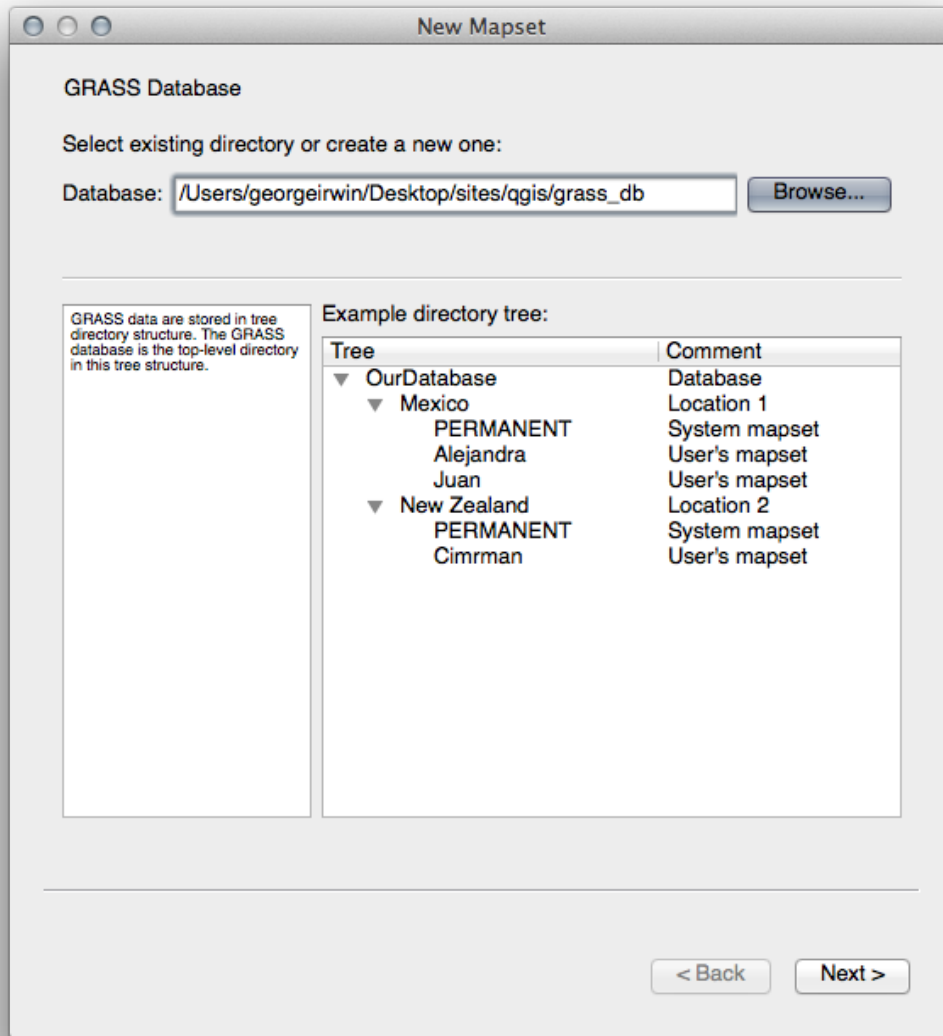 New Mapset
GRASS Database
Select existing directory or create a new one:
Database: /Users/georgeirwin/Desktop/sites/qgis/grass_db Browse...
GRASS data are stored in tree
directory structure. The GRASS
database is the top-level directory
in this tree structure.
Example directory tree:
Tree Comment
OurDatabase Database
Mexico Location 1
PERMANENT System mapset
Alejandra User's mapset
Juan User's mapset
New Zealand Location 2
PERMANENT System mapset
Cimrman User's mapset
< Back Next >